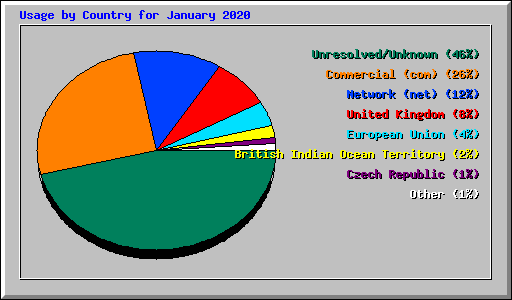 Usage by Country for January 2020
Unresolved/Unknown (46%)
Commercial (com) (26%)
Network (net) (12%)
United Kingdom (8%)
European Union (4%)
British Indian Ocean Territory (2%)
Czech Republic (1%)
Other (1%)